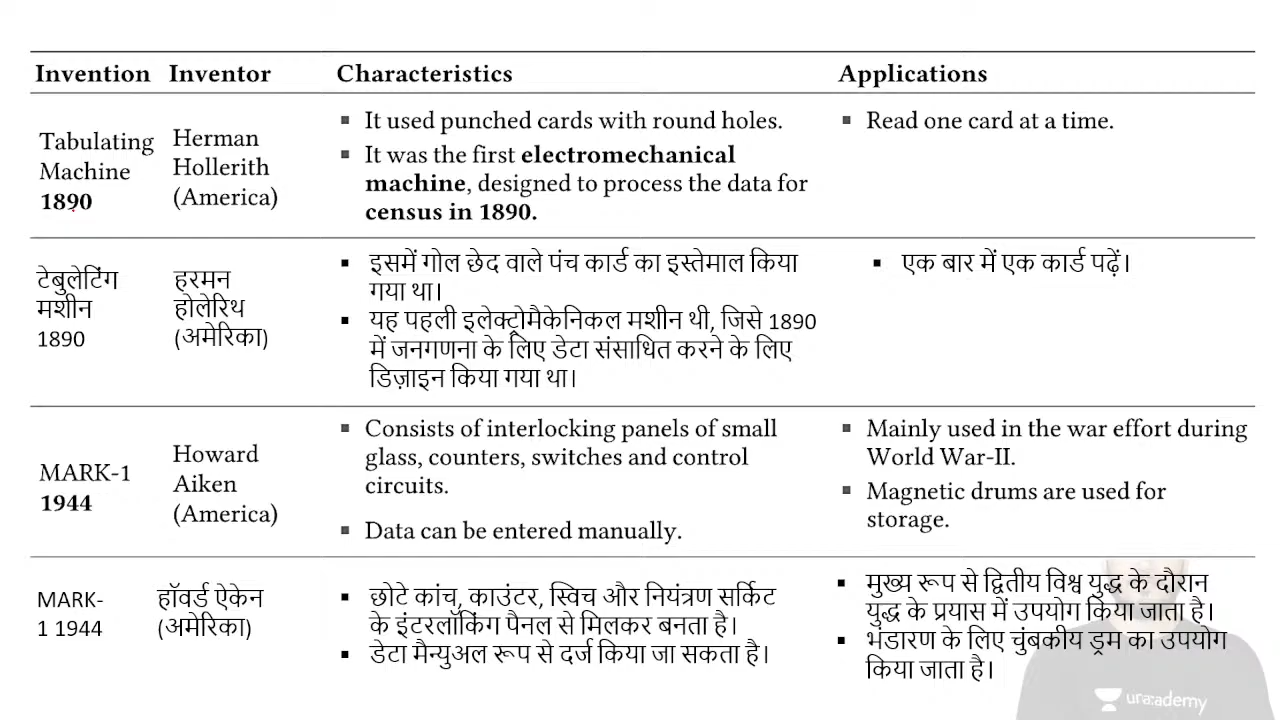 Invention Inventor Characteristics Applications
Tabulating
Machine
1890
Herman
Hollerith
(America)
▪ It used punched cards with round holes.
▪ It was the first electromechanical
machine, designed to process the data for
census in 1890.
▪ Read one card at a time.
टेबुलेटिंग
मशीन
1890
हरमन
होलेरिथ
(अमेरिका)
▪ इसमें गोल छेद वाले पंच कार्ड का इस्तेमाल किया
गया था।
▪ यह पहली इलेक्ट्रोमैकेनिकल मशीन थी, जिसे 1890
में जनगणना के लिए डेटा संसाधित करने के लिए
डिज़ाइन किया गया था।
▪ एक बार में एक कार्ड पढ़ें।
MARK-1
1944
Howard
Aiken
(America)
▪ Consists of interlocking panels of small
glass, counters, switches and control
circuits.
▪ Data can be entered manually.
▪ Mainly used in the war effort during
World War-II.
▪ Magnetic drums are used for
storage.
MARK-
1 1944
हॉवर्ड ऐकेन
(अमेरिका)
▪ छोटे कांच, काउंटर, स्विच और नियंत्रण सर्किट
के इंटरलॉकिंग पैनल से मिलकर बनता है।
▪ डेटा मैन्युअल रूप से दर्ज किया जा सकता है।
▪ मुख्य रूप से द्वितीय विश्व युद्ध के दौरान
युद्ध के प्रयास में उपयोग किया जाता है।
▪ भंडारण के लिए चुंबकीय ड्रम का उपयोग
किया जाता है।